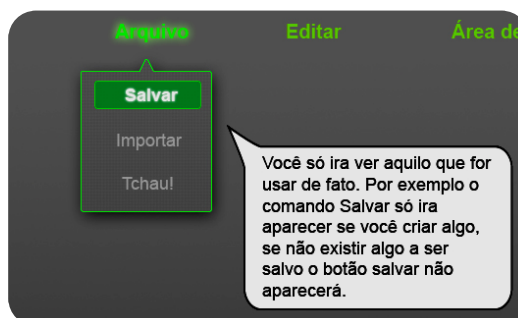 Arquivo Editar Área de
Salvar
Importar
Tchau!
Você só ira ver aquilo que for
usar de fato. Por exemplo o
comando Salvar só ira
aparecer se você criar algo,
se não existir algo a ser
salvo o botão salvar não
aparecerá.